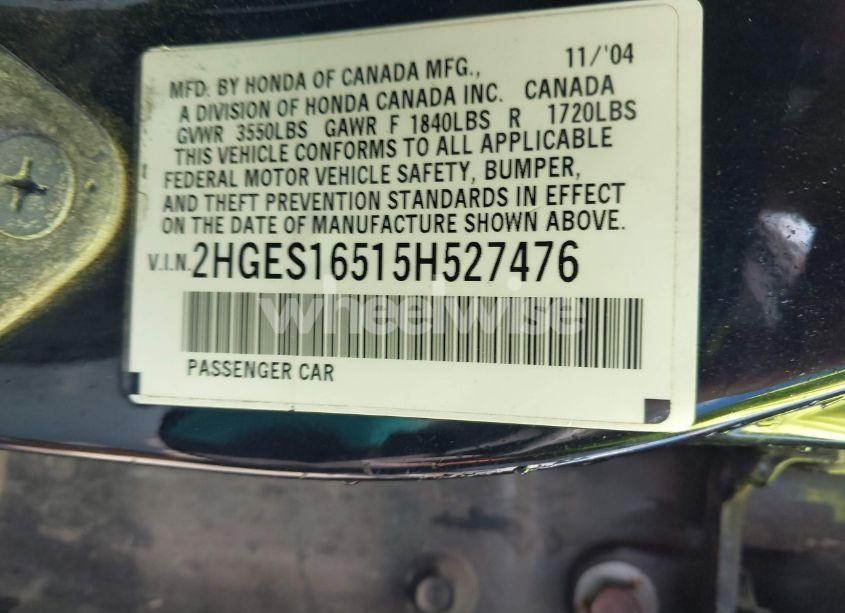 11/'04
MFD. BY HONDA OF CANADA MFG.,
A DIVISION OF HONDA CANADA INC. CANADA
GVWR 3550LBS GAWR F 1840LBS R 1720LBS
THIS VEHICLE CONFORMS TO ALL APPLICABLE
FEDERAL MOTOR VEHICLE SAFETY, BUMPER,
AND THEFT PREVENTION STANDARDS IN EFFECT
ON THE DATE OF MANUFACTURE SHOWN ABOVE.
V.I.N. 2HGES16515H527476
wheelwise
PASSENGER CAR